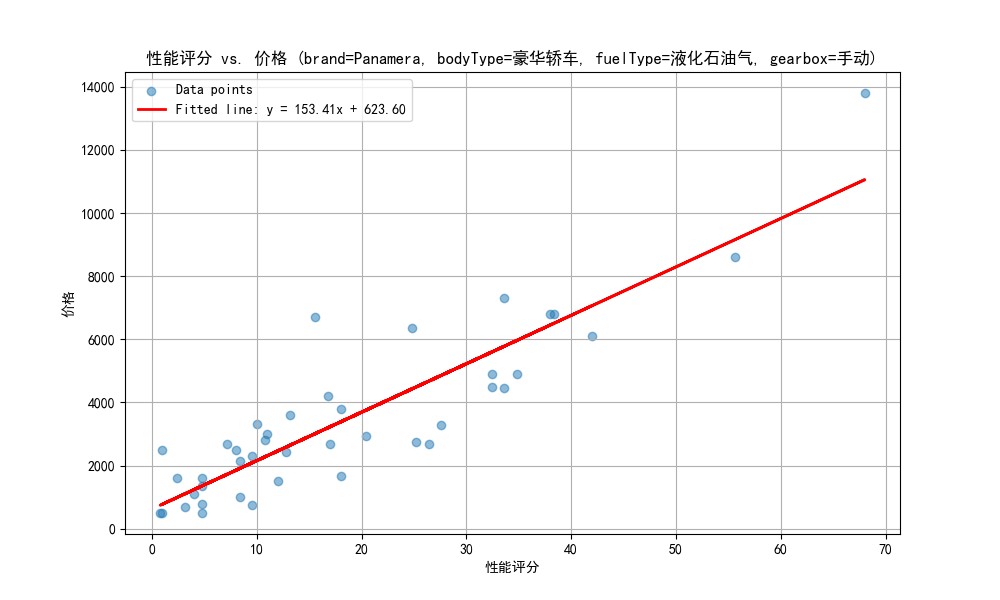 性能评分 vs. 价格 (brand=Panamera, bodyType=豪华轿车, fuelType=液化石油气, gearbox=手动)
Data points
Fitted line: y = 153.41x + 623.60
14000
12000
10000
8000
6000
4000
2000
0
价格
0 10 20 30 40 50 60 70
性能评分